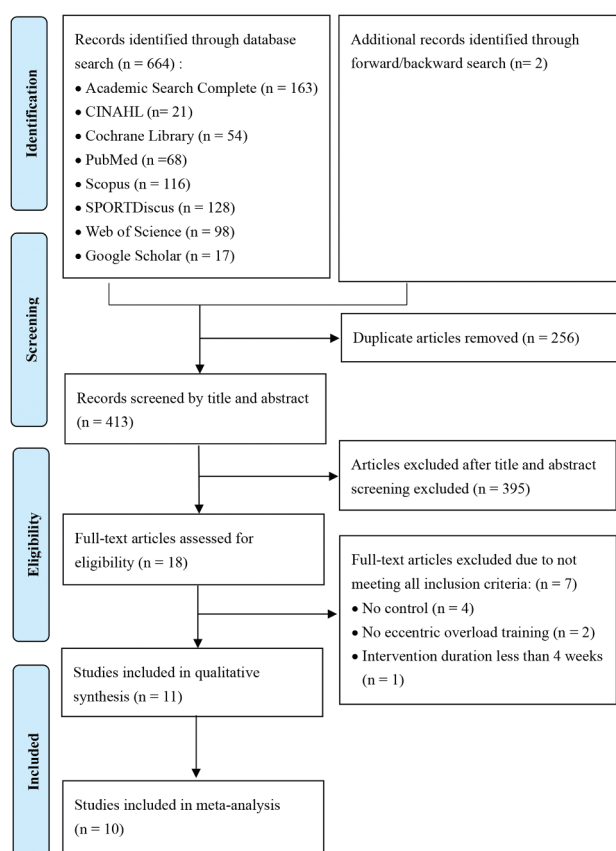 Identification
Records identified through database
search (n = 664) :
• Academic Search Complete (n = 163)
• CINAHL (n= 21)
• Cochrane Library (n = 54)
• PubMed (n =68)
• Scopus (n = 116)
• SPORTDiscus (n = 128)
• Web of Science (n = 98)
• Google Scholar (n = 17)
Additional records identified through
forward/backward search (n= 2)
Screening
Duplicate articles removed (n = 256)
Records screened by title and abstract
(n = 413)
Articles excluded after title and abstract
screening excluded (n = 395)
Eligibility
Full-text articles assessed for
eligibility (n = 18)
Full-text articles excluded due to not
meeting all inclusion criteria: (n = 7)
• No control (n = 4)
• No eccentric overload training (n = 2)
• Intervention duration less than 4 weeks
(n = 1)
Studies included in qualitative
synthesis (n = 11)
Included
Studies included in meta-analysis
(n = 10)